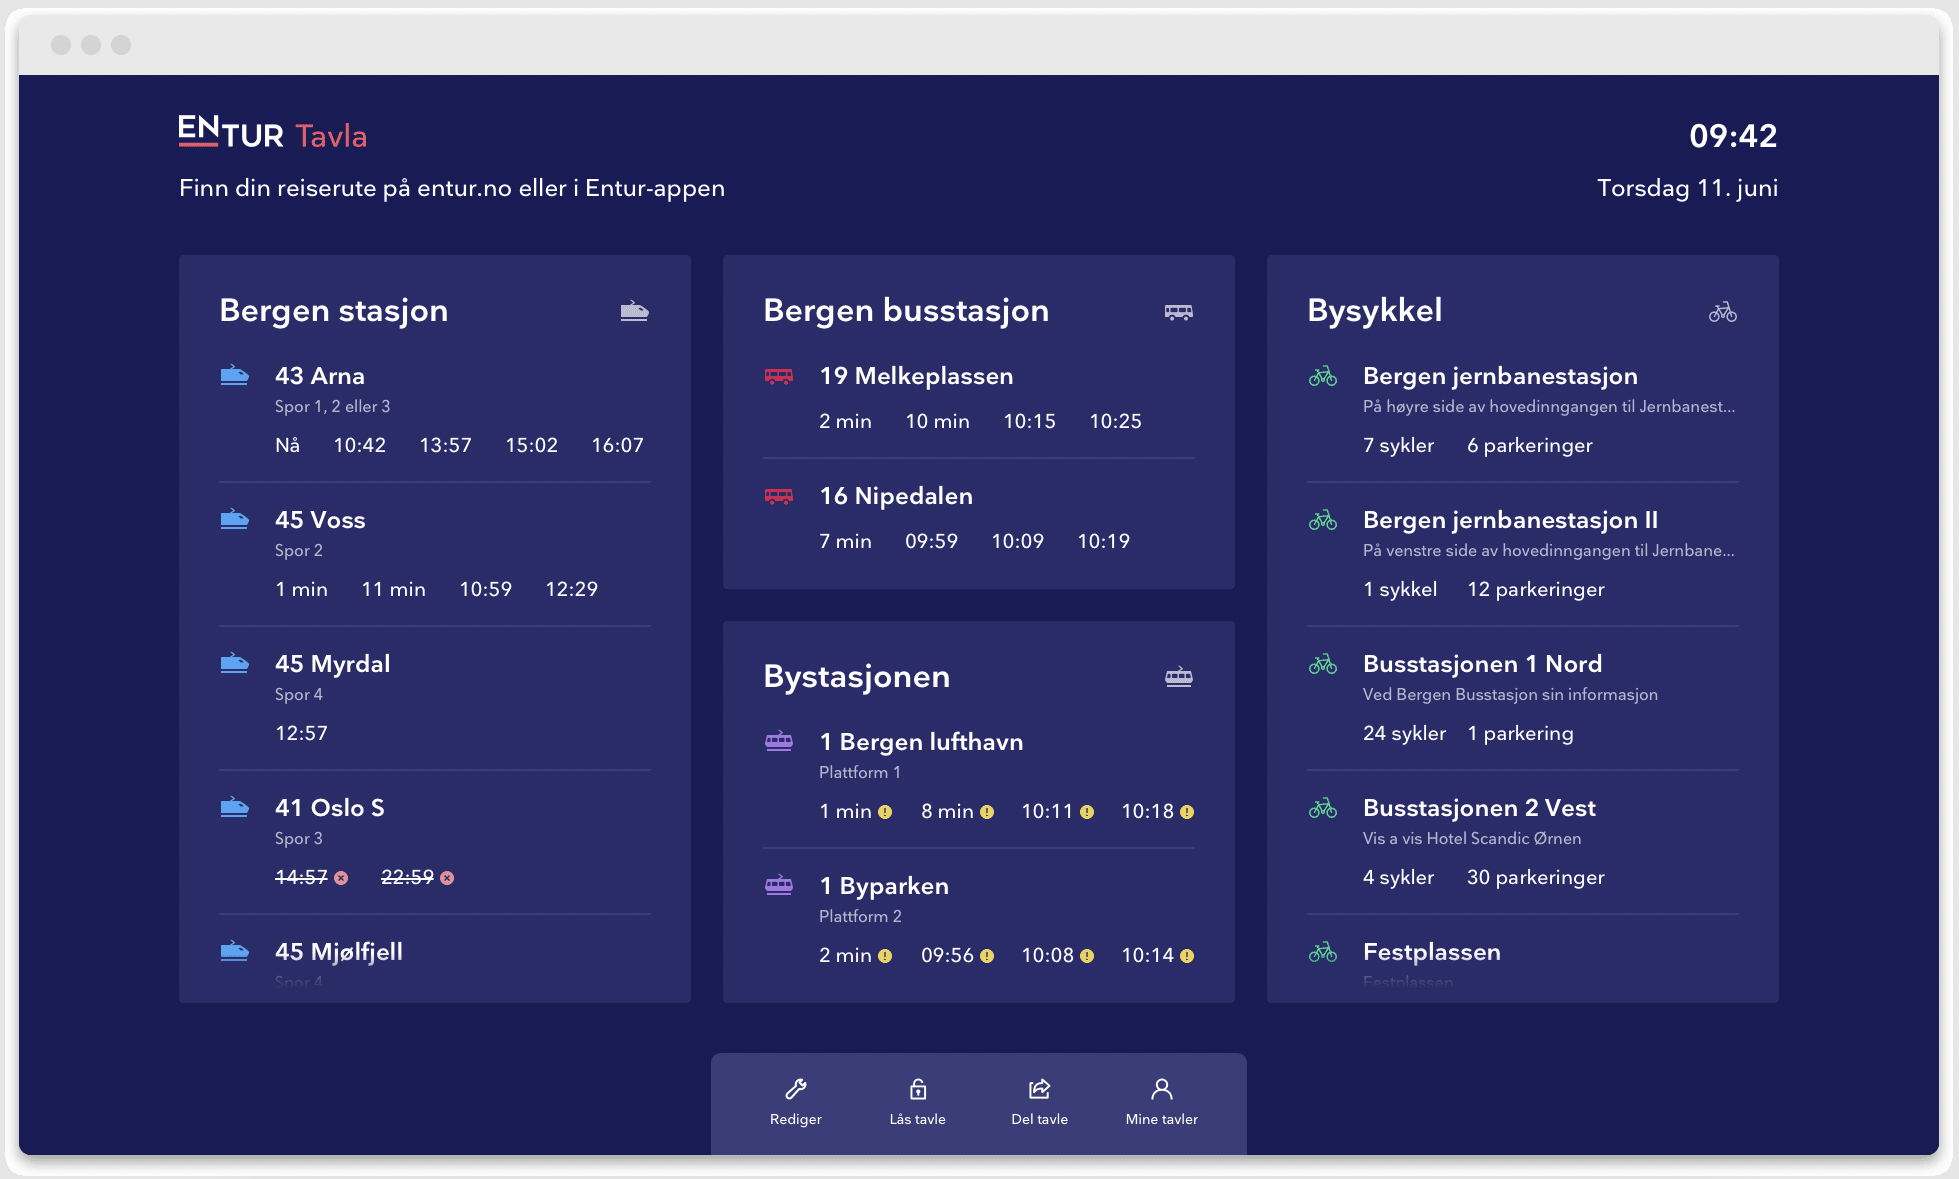 ENTUR Tavla
09:42
Finn din reiserute på entur.no eller i Entur-appen
Torsdag 11. juni
Bergen stasjon
43 Arna
Spor 1, 2 eller 3
Nå 10:42 13:57 15:02 16:07
45 Voss
Spor 2
1 min 11 min 10:59 12:29
45 Myrdal
Spor 4
12:57
41 Oslo S
Spor 3
14:57 22:59
45 Mjølfjell
Spor 4
Bergen busstasjon
19 Melkeplassen
2 min 10 min 10:15 10:25
16 Nipedalen
7 min 09:59 10:09 10:19
Bystasjonen
1 Bergen lufthavn
Plattform 1
1 min 8 min 10:11 10:18
1 Byparken
Plattform 2
2 min 09:56 10:08 10:14
Bysykkel
Bergen jernbanestasjon
På høyre side av hovedinngangen til Jernbanest...
7 sykler 6 parkeringer
Bergen jernbanestasjon II
På venstre side av hovedinngangen til Jernbane...
1 sykkel 12 parkeringer
Busstasjonen 1 Nord
Ved Bergen Busstasjon sin informasjon
24 sykler 1 parkering
Busstasjonen 2 Vest
Vis a vis Hotel Scandic Ørnen
4 sykler 30 parkeringer
Festplassen
Festplassen
Rediger
Lås tavle
Del tavle
Mine tavler